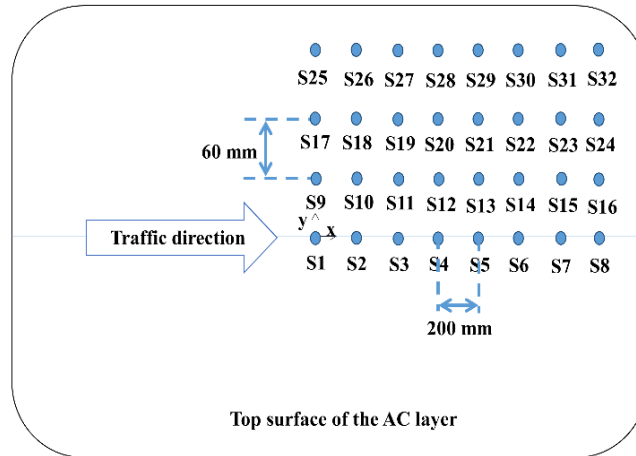 S25 S26 S27 S28 S29 S30 S31 S32
S17 S18 S19 S20 S21 S22 S23 S24
60 mm
S9 S10 S11 S12 S13 S14 S15 S16
y ^
x
Traffic direction
S1 S2 S3 S4 S5 S6 S7 S8
200 mm
Top surface of the AC layer